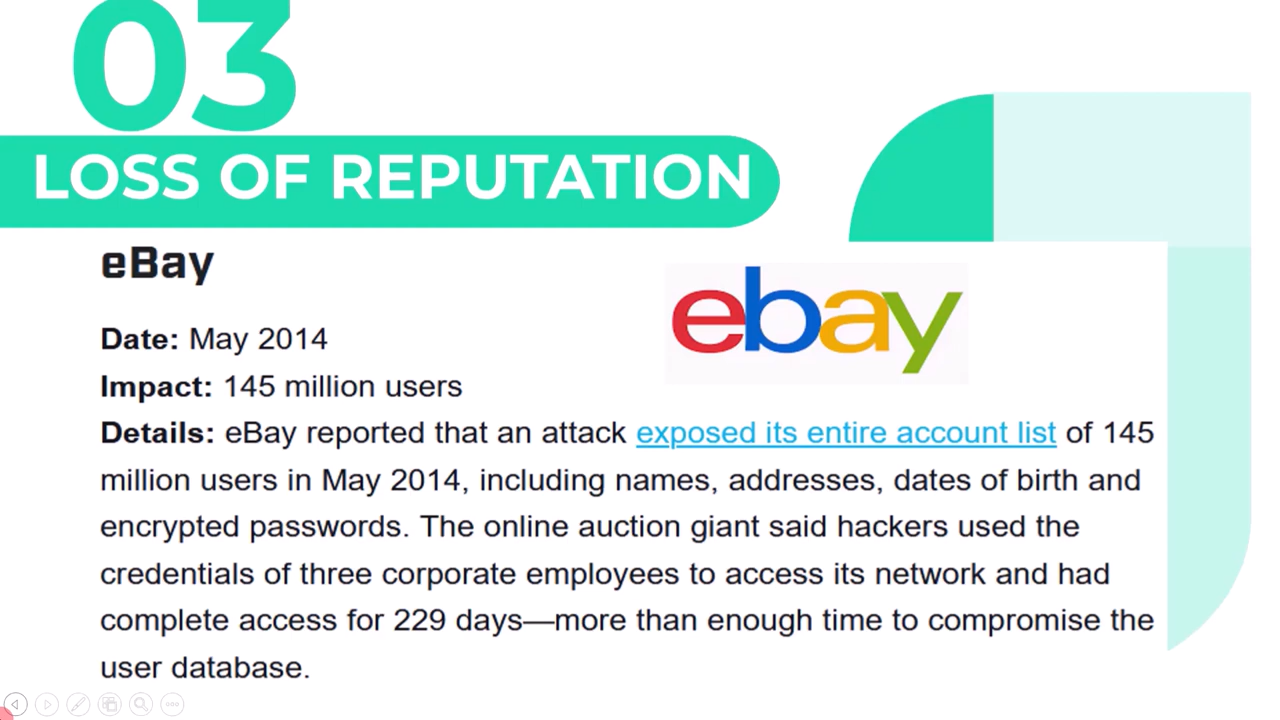 03
LOSS OF REPUTATION
eBay
ebay
Date: May 2014
Impact: 145 million users
Details: eBay reported that an attack exposed its entire account list of 145
million users in May 2014, including names, addresses, dates of birth and
encrypted passwords. The online auction giant said hackers used the
credentials of three corporate employees to access its network and had
complete access for 229 days—more than enough time to compromise the
user database.